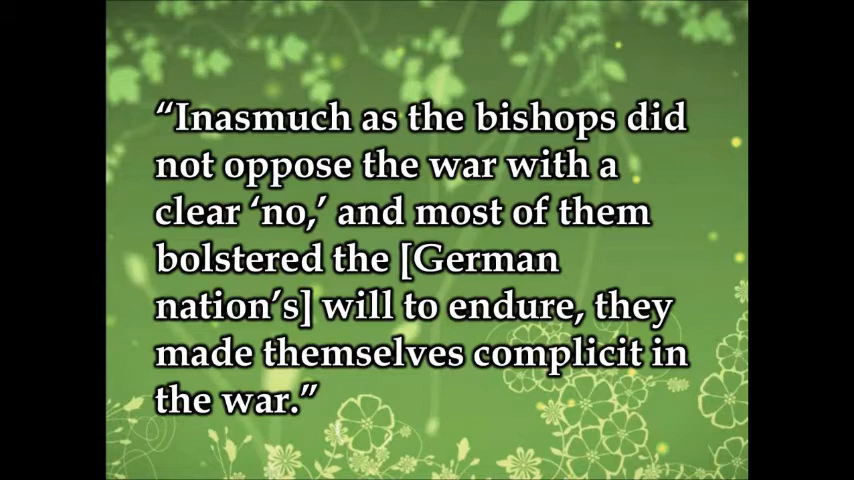 “Inasmuch as the bishops did
not oppose the war with a
clear ‘no,’ and most of them
bolstered the [German
nation’s] will to endure, they
made themselves complicit in
the war.”